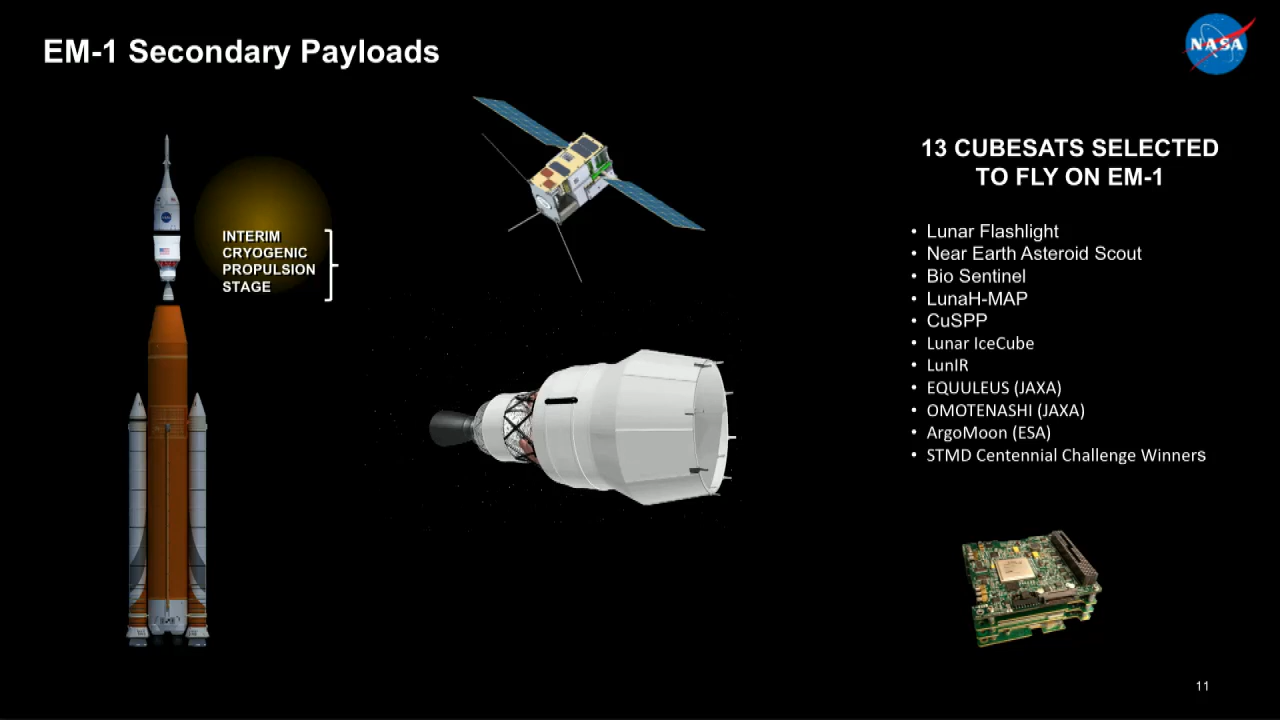 EM-1 Secondary Payloads
NASA
INTERIM
CRYOGENIC
PROPULSION
STAGE
13 CUBESATS SELECTED
TO FLY ON EM-1
• Lunar Flashlight
• Near Earth Asteroid Scout
• Bio Sentinel
• LunaH-MAP
• CuSPP
• Lunar IceCube
• LunIR
• EQUULEUS (JAXA)
• OMOTENASHI (JAXA)
• ArgoMoon (ESA)
• STMD Centennial Challenge Winners
11